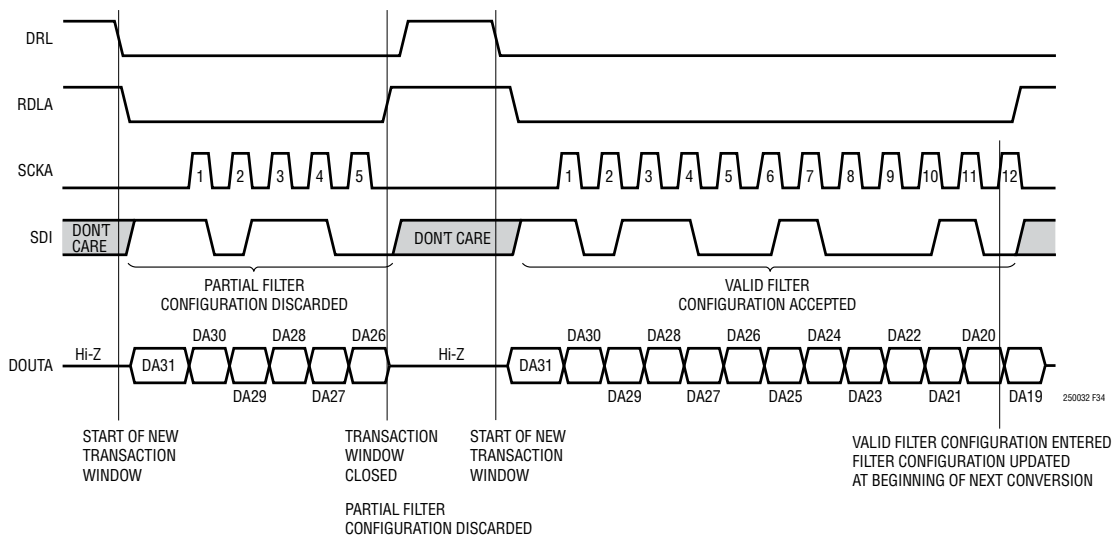 DRL
RDLA
SCKA
1 2 3 4 5 1 2 3 4 5 6 7 8 9 10 11 12
SDI
DON'T
CARE
DON'T CARE
PARTIAL FILTER
CONFIGURATION DISCARDED
VALID FILTER
CONFIGURATION ACCEPTED
DOUTA
Hi-Z
DA31
DA30
DA29
DA28
DA27
DA26
Hi-Z
DA31
DA30
DA29
DA28
DA27
DA26
DA25
DA24
DA23
DA22
DA21
DA20
DA19
250032 F34
START OF NEW
TRANSACTION
WINDOW
TRANSACTION
WINDOW
CLOSED
PARTIAL FILTER
CONFIGURATION DISCARDED
START OF NEW
TRANSACTION
WINDOW
VALID FILTER CONFIGURATION ENTERED
FILTER CONFIGURATION UPDATED
AT BEGINNING OF NEXT CONVERSION